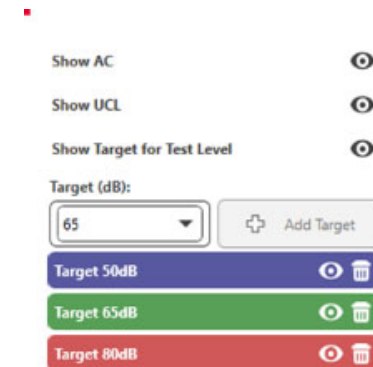 Show AC
Show UCL
Show Target for Test Level
Target (dB):
65
Add Target
Target 50dB
Target 65dB
Target 80dB